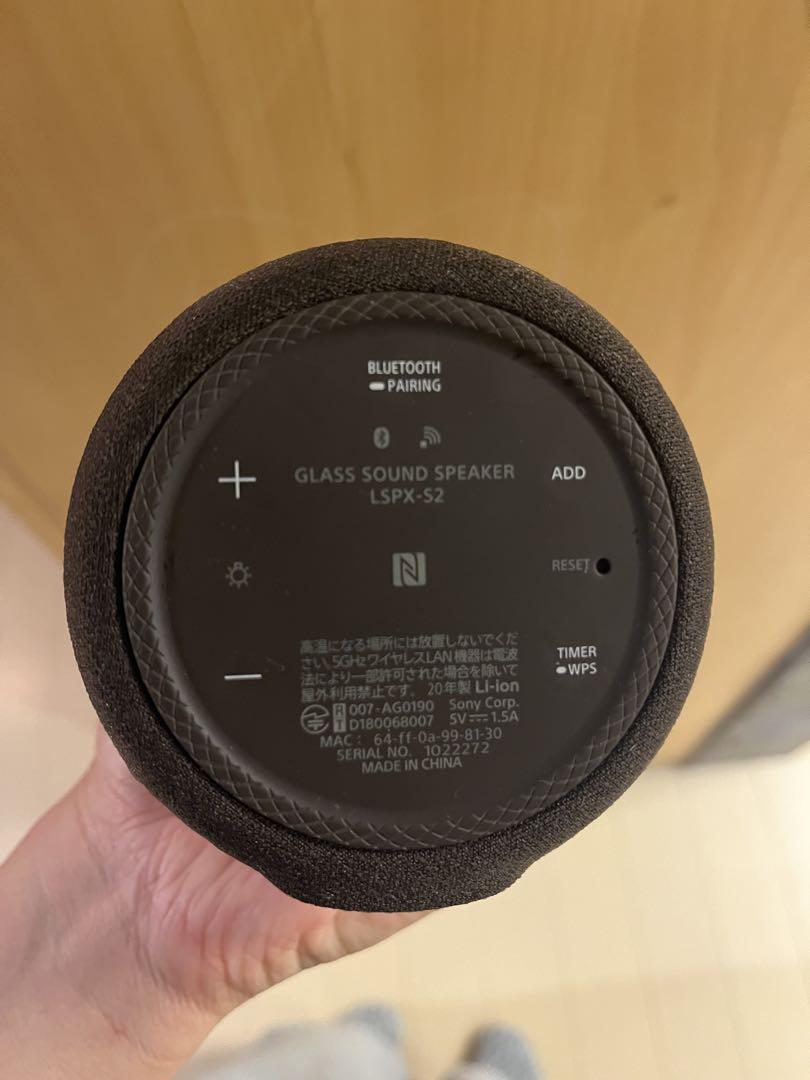 BLUETOOTH
PAIRING
GLASS SOUND SPEAKER
LSPX-S2
ADD
RESET
高温になる場所には放置しないでくだ
さい。5GHzワイヤレスLAN機器は電波
法により一部許可された場合を除いて
屋外利用禁止です。 20年製 Li-ion
R 007-AG0190 Sony Corp.
T D180068007 5V 1.5A
MAC: 64-ff-0a-99-81-30
SERIAL NO. 1022272
MADE IN CHINA
TIMER
WPS